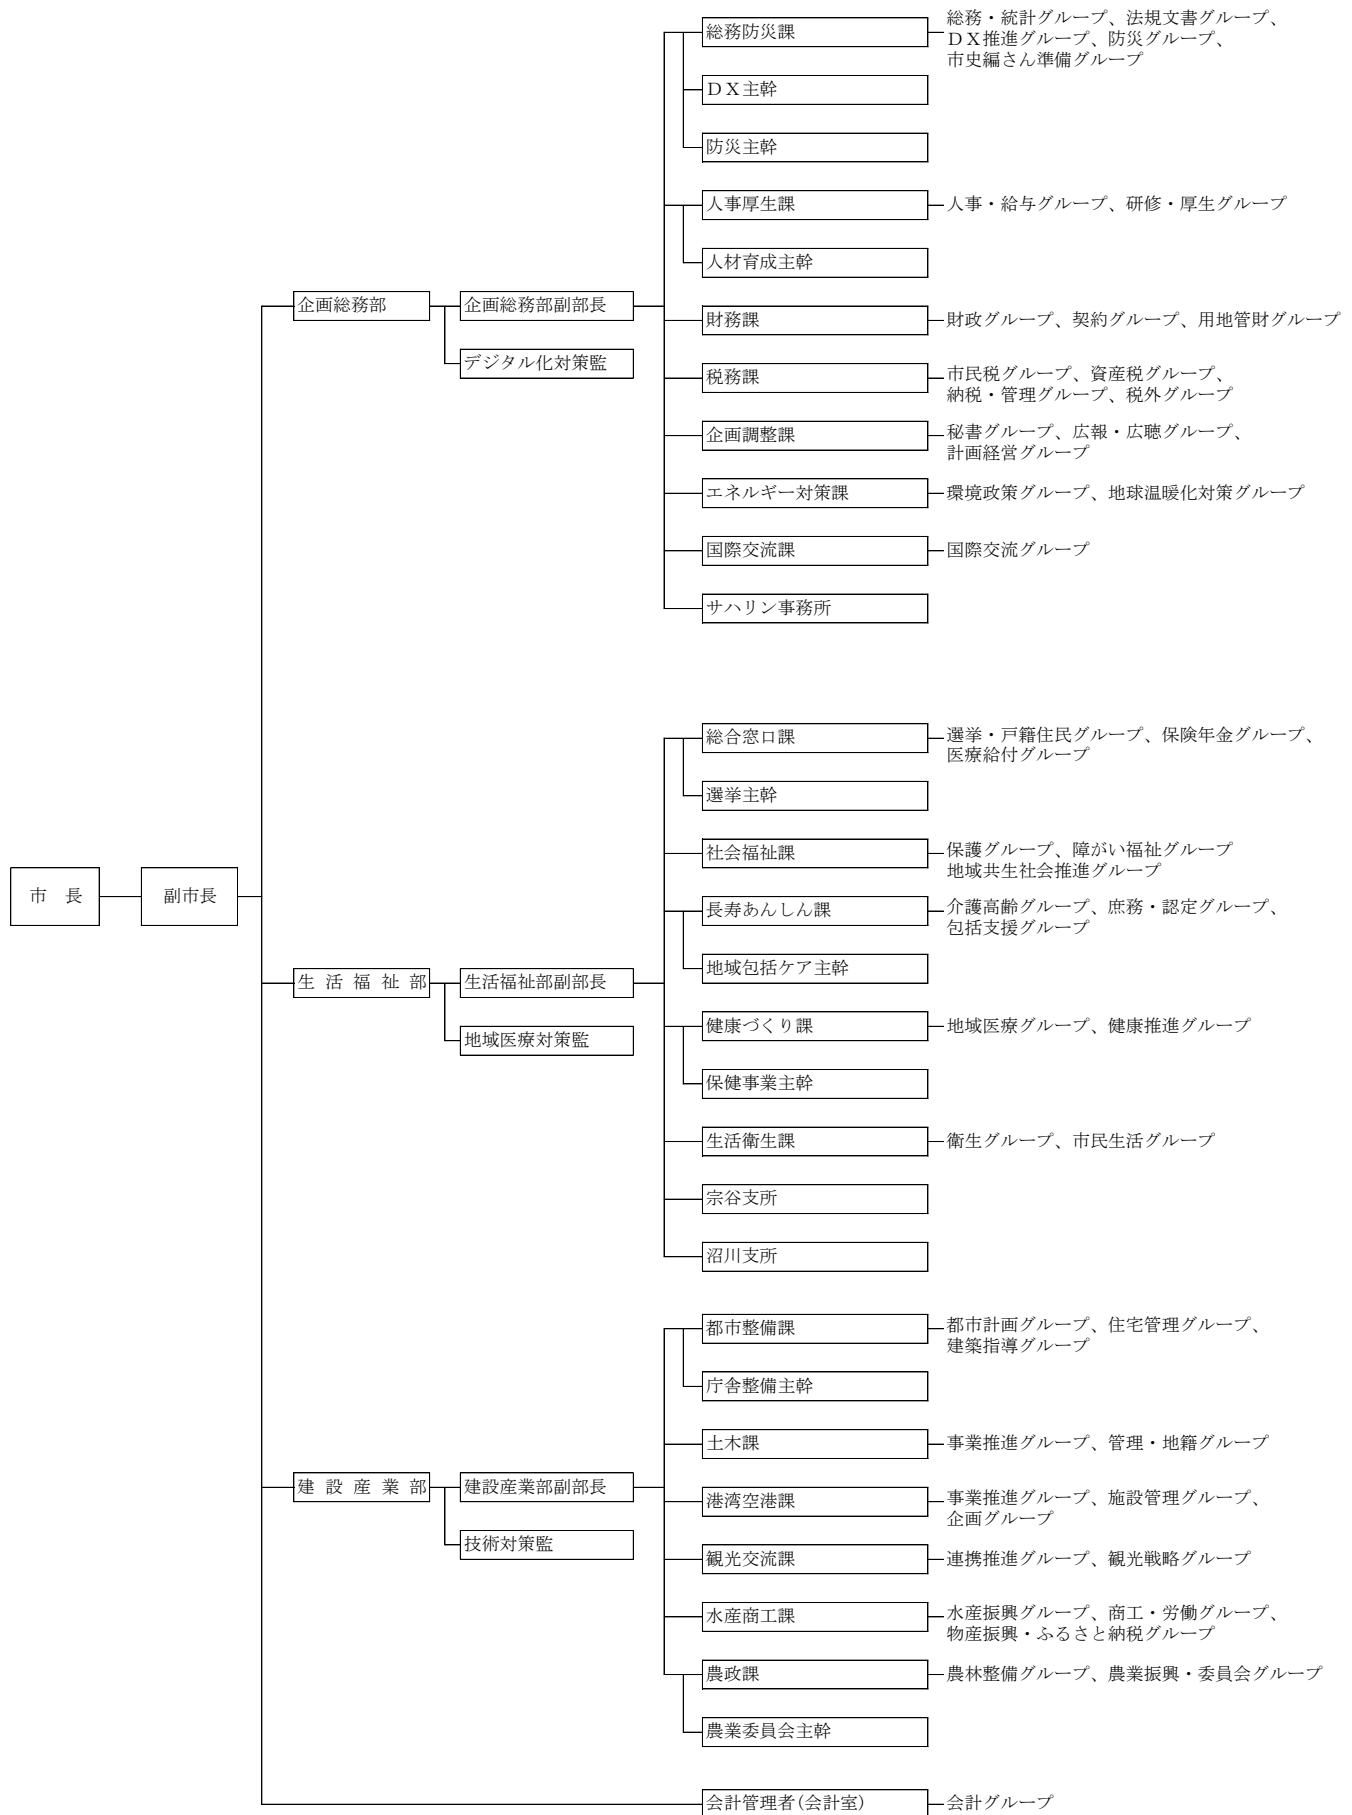 総務防災課
総務・統計グループ、法規文書グループ、
ＤＸ推進グループ、防災グループ、
市史編さん準備グループ
ＤＸ主幹
防災主幹
人事厚生課
人事・給与グループ、研修・厚生グループ
人材育成主幹
企画総務部
企画総務部副部長
財務課
財政グループ、契約グループ、用地管財グループ
デジタル化対策監
税務課
市民税グループ、資産税グループ、
納税・管理グループ、税外グループ
企画調整課
秘書グループ、広報・広聴グループ、
計画経営グループ
エネルギー対策課
環境政策グループ、地球温暖化対策グループ
国際交流課
国際交流グループ
サハリン事務所
総合窓口課
選挙・戸籍住民グループ、保険年金グループ、
医療給付グループ
選挙主幹
社会福祉課
保護グループ、障がい福祉グループ
地域共生社会推進グループ
市　長
副市長
長寿あんしん課
介護高齢グループ、庶務・認定グループ、
包括支援グループ
地域包括ケア主幹
生活福祉部
生活福祉部副部長
地域医療対策監
健康づくり課
地域医療グループ、健康推進グループ
保健事業主幹
生活衛生課
衛生グループ、市民生活グループ
宗谷支所
沼川支所
都市整備課
都市計画グループ、住宅管理グループ、
建築指導グループ
庁舎整備主幹
土木課
事業推進グループ、管理・地籍グループ
建設産業部
建設産業部副部長
港湾空港課
事業推進グループ、施設管理グループ、
企画グループ
技術対策監
観光交流課
連携推進グループ、観光戦略グループ
水産商工課
水産振興グループ、商工・労働グループ、
物産振興・ふるさと納税グループ
農政課
農林整備グループ、農業振興・委員会グループ
農業委員会主幹
会計管理者(会計室)
会計グループ